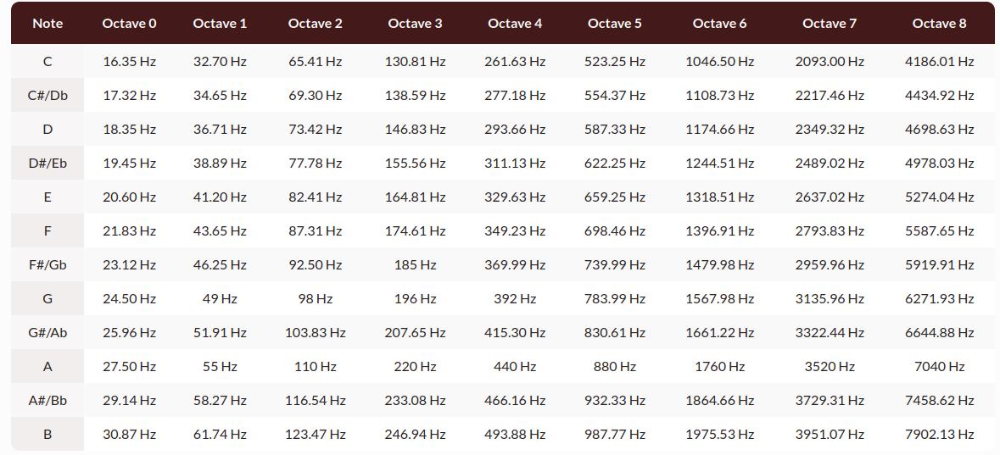 Note Octave 0 Octave 1 Octave 2 Octave 3 Octave 4 Octave 5 Octave 6 Octave 7 Octave 8
C 16.35 Hz 32.70 Hz 65.41 Hz 130.81 Hz 261.63 Hz 523.25 Hz 1046.50 Hz 2093.00 Hz 4186.01 Hz
C#/Db 17.32 Hz 34.65 Hz 69.30 Hz 138.59 Hz 277.18 Hz 554.37 Hz 1108.73 Hz 2217.46 Hz 4434.92 Hz
D 18.35 Hz 36.71 Hz 73.42 Hz 146.83 Hz 293.66 Hz 587.33 Hz 1174.66 Hz 2349.32 Hz 4698.63 Hz
D#/Eb 19.45 Hz 38.89 Hz 77.78 Hz 155.56 Hz 311.13 Hz 622.25 Hz 1244.51 Hz 2489.02 Hz 4978.03 Hz
E 20.60 Hz 41.20 Hz 82.41 Hz 164.81 Hz 329.63 Hz 659.25 Hz 1318.51 Hz 2637.02 Hz 5274.04 Hz
F 21.83 Hz 43.65 Hz 87.31 Hz 174.61 Hz 349.23 Hz 698.46 Hz 1396.91 Hz 2793.83 Hz 5587.65 Hz
F#/Gb 23.12 Hz 46.25 Hz 92.50 Hz 185 Hz 369.99 Hz 739.99 Hz 1479.98 Hz 2959.96 Hz 5919.91 Hz
G 24.50 Hz 49 Hz 98 Hz 196 Hz 392 Hz 783.96 Hz 1567.98 Hz 3135.96 Hz 6271.93 Hz
G#/Ab 25.96 Hz 51.91 Hz 103.83 Hz 207.65 Hz 415.30 Hz 830.61 Hz 1661.22 Hz 3322.44 Hz 6644.88 Hz
A 27.50 Hz 55 Hz 110 Hz 220 Hz 440 Hz 880 Hz 1760 Hz 3520 Hz 7040 Hz
A#/Bb 29.14 Hz 58.27 Hz 116.54 Hz 233.08 Hz 466.16 Hz 932.33 Hz 1864.66 Hz 3729.31 Hz 7458.62 Hz
B 30.87 Hz 61.74 Hz 123.47 Hz 246.94 Hz 493.88 Hz 987.77 Hz 1975.53 Hz 3951.07 Hz 7902.13 Hz